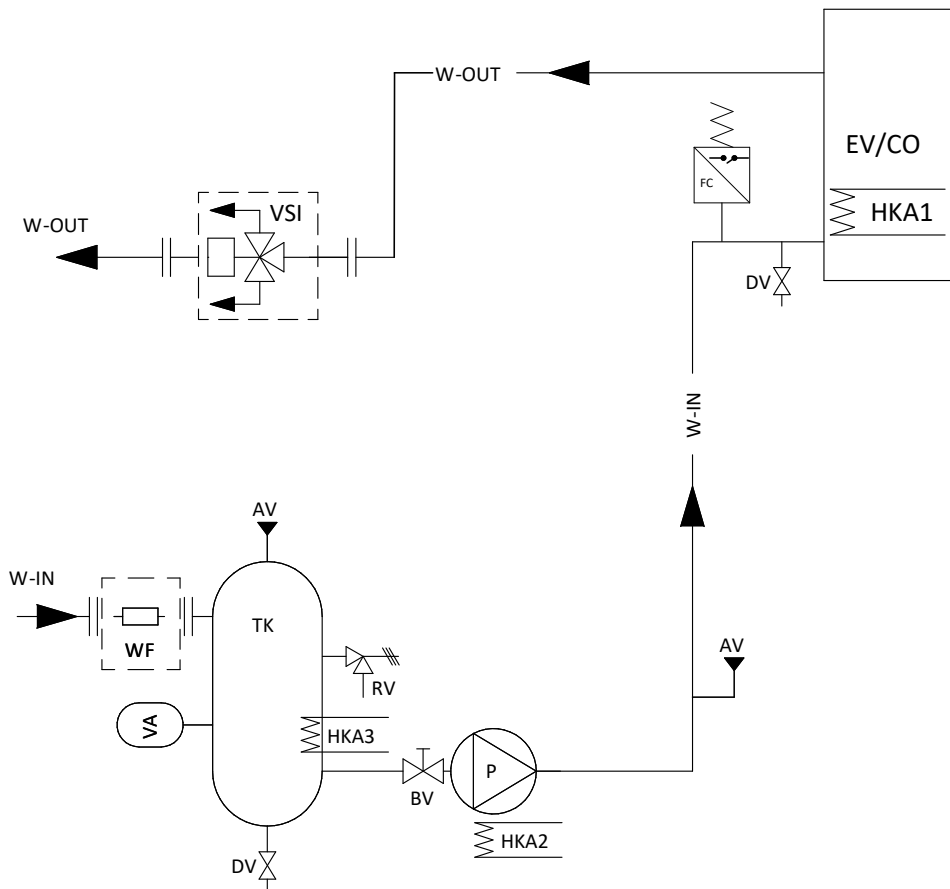 W-OUT
EV/CO
FC
HKA1
VSI
W-OUT
DV
W-IN
AV
W-IN
TK
WF
AV
RV
VA
HKA3
P
BV
HKA2
DV